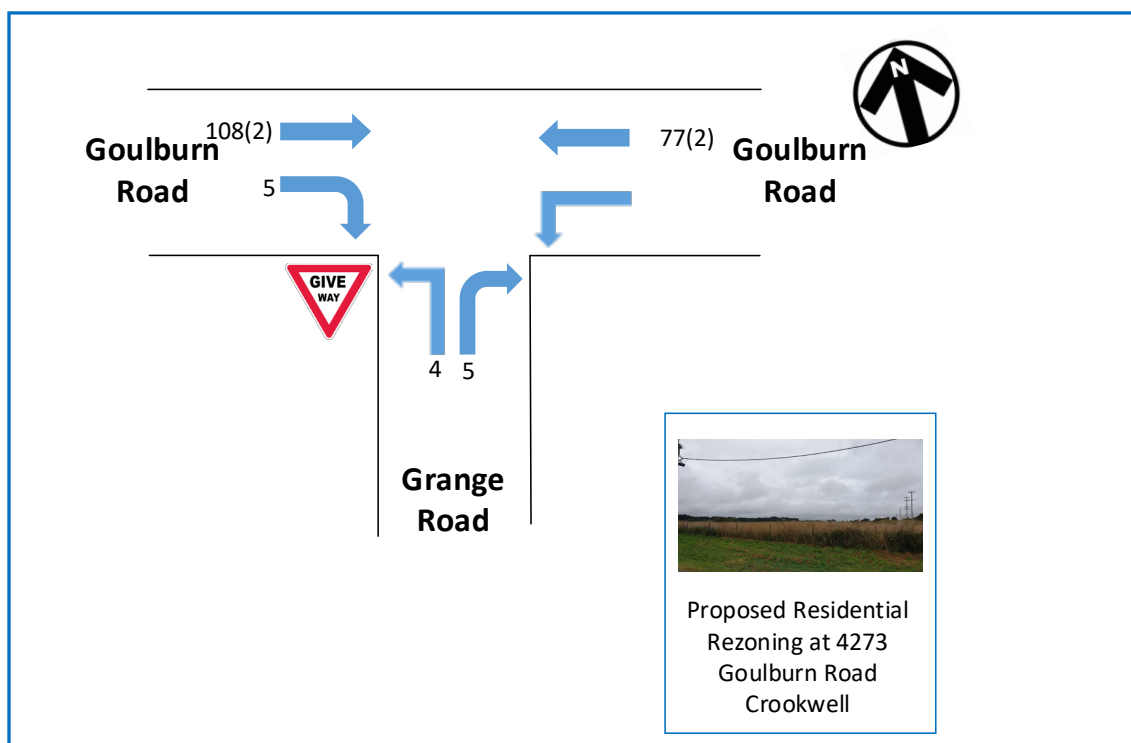 N
108(2)
Goulburn
Road
5
77(2)
Goulburn
Road
GIVE
WAY
4
5
Grange
Road
Proposed Residential
Rezoning at 4273
Goulburn Road
Crookwell